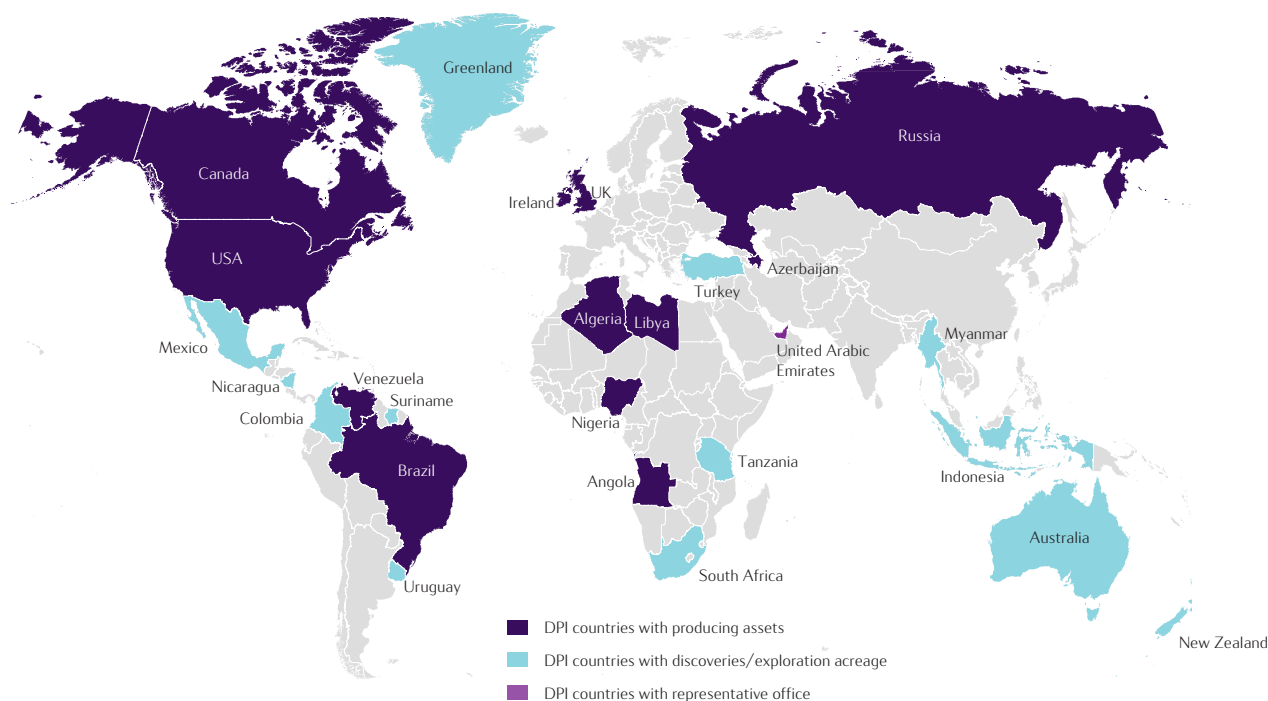 Greenland
Russia
Canada
UK
Ireland
USA
Azerbaijan
Turkey
Algeria
Libya
Myanmar
Mexico
United Arab
Emirates
Nicaragua
Venezuela
Suriname
Colombia
Nigeria
Brazil
Tanzania
Angola
Indonesia
Australia
South Africa
Uruguay
DPI countries with producing assets
New Zealand
DPI countries with discoveries/exploration acreage
DPI countries with representative office